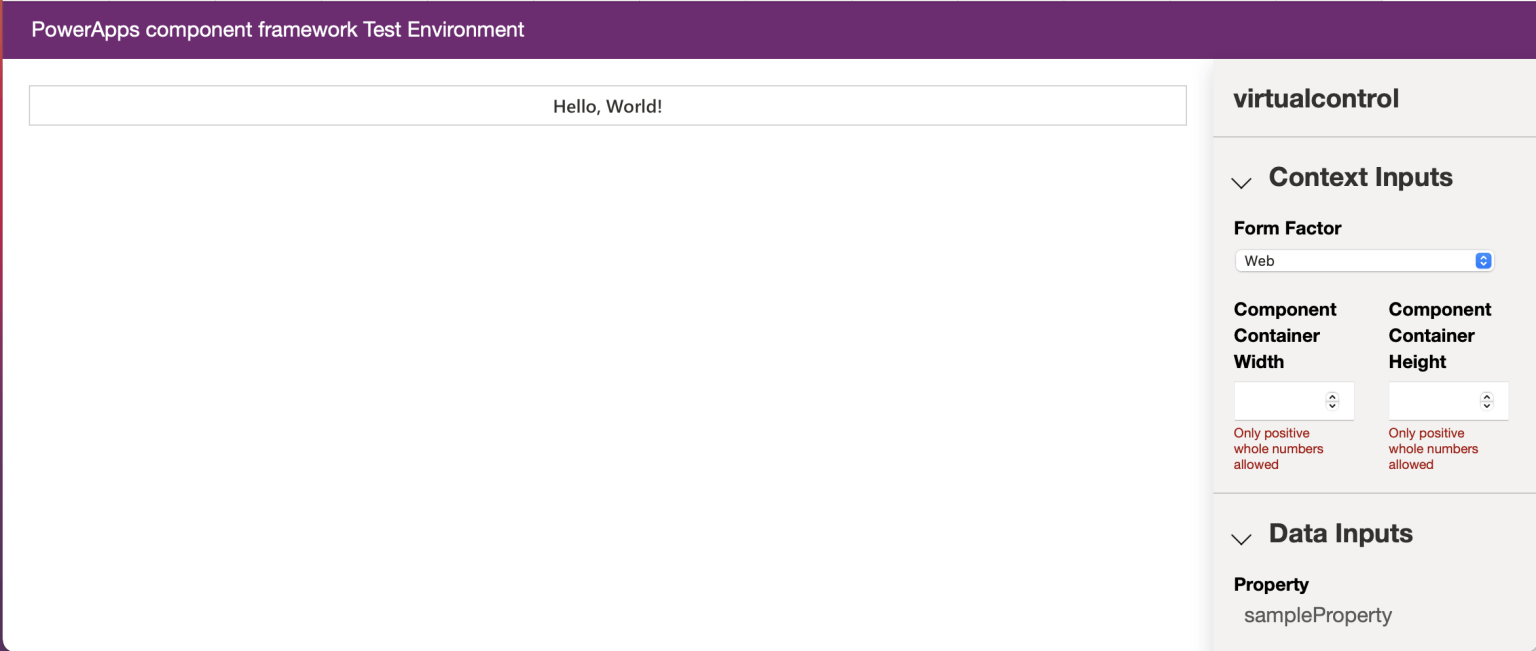 PowerApps component framework Test Environment
Hello, World!
virtualcontrol
Context Inputs
Form Factor
Web
Component
Container
Width
Only positive
whole numbers
allowed
Component
Container
Height
Only positive
whole numbers
allowed
Data Inputs
Property
sampleProperty